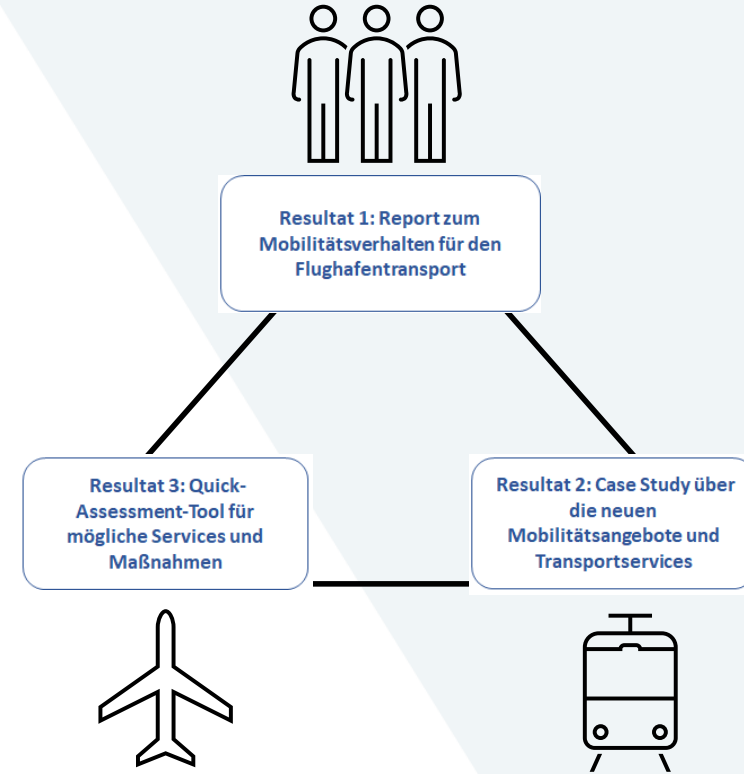 Resultat 1: Report zum
Mobilitätsverhalten für den
Flughafentransport
Resultat 3: Quick-
Assessment-Tool für
mögliche Services und
Maßnahmen
Resultat 2: Case Study über
die neuen
Mobilitätsangebote und
Transportservices